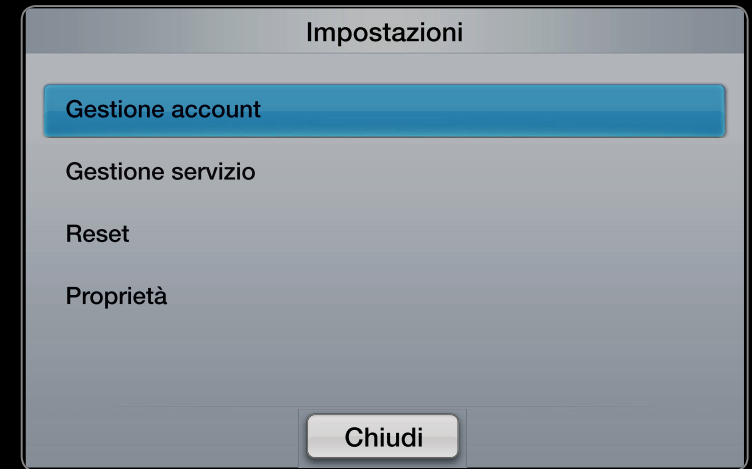 Impostazioni
Gestione account
Gestione servizio
Reset
Proprietà
Chiudi